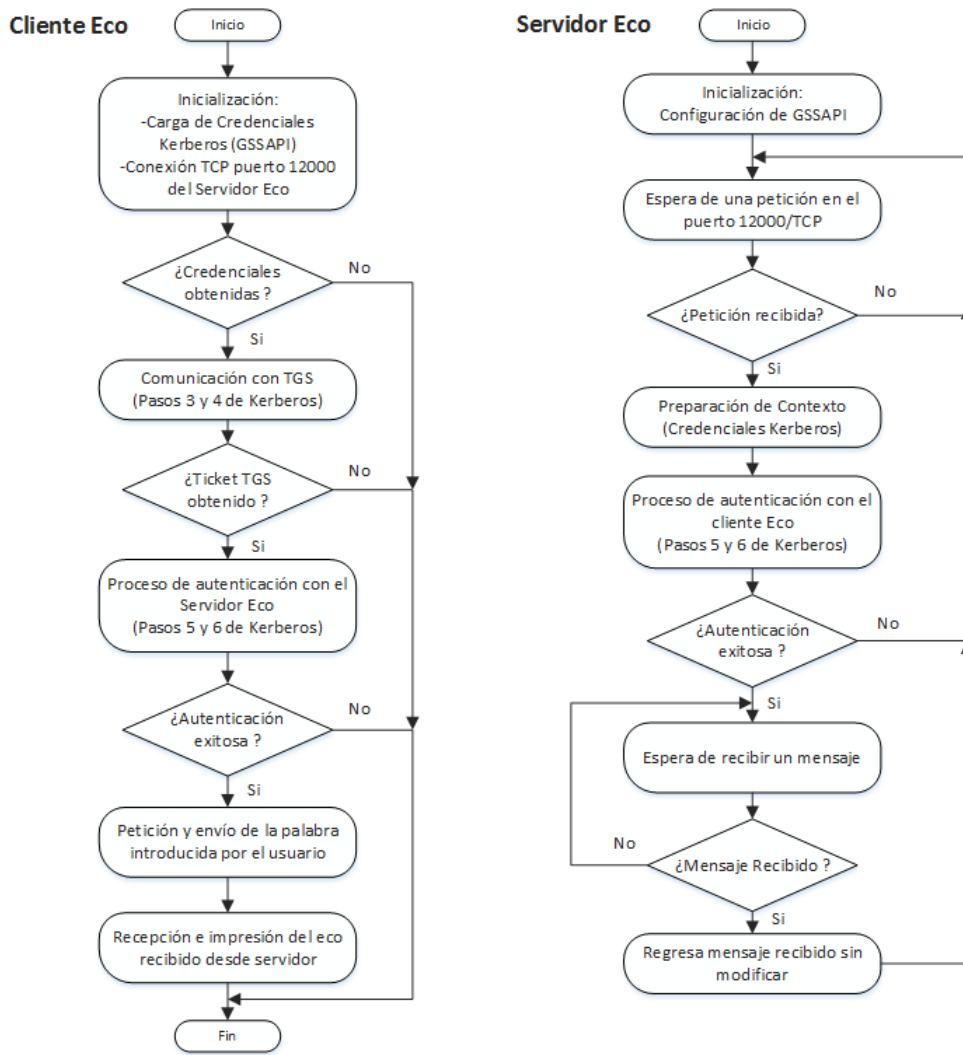 Cliente Eco
Inicio
Inicialización:
-Carga de Credenciales
Kerberos (GSSAPI)
-Conexión TCP puerto 12000
del Servidor Eco
¿Credenciales
obtenidas ?
No
Si
Comunicación con TGS
(Pasos 3 y 4 de Kerberos)
¿Ticket TGS
obtenido ?
No
Si
Proceso de autenticación con el
Servidor Eco
(Pasos 5 y 6 de Kerberos)
¿Autenticación
exitosa ?
No
Si
Petición y envío de la palabra
introducida por el usuario
Recepción e impresión del eco
recibido desde servidor
Fin
Servidor Eco
Inicio
Inicialización:
Configuración de GSSAPI
Espera de una petición en el
puerto 12000/TCP
¿Petición recibida?
No
Si
Preparación de Contexto
(Credenciales Kerberos)
Proceso de autenticación con el
cliente Eco
(Pasos 5 y 6 de Kerberos)
¿Autenticación
exitosa ?
No
Si
Espera de recibir un mensaje
¿Mensaje Recibido ?
No
Si
Regresa mensaje recibido sin
modificar